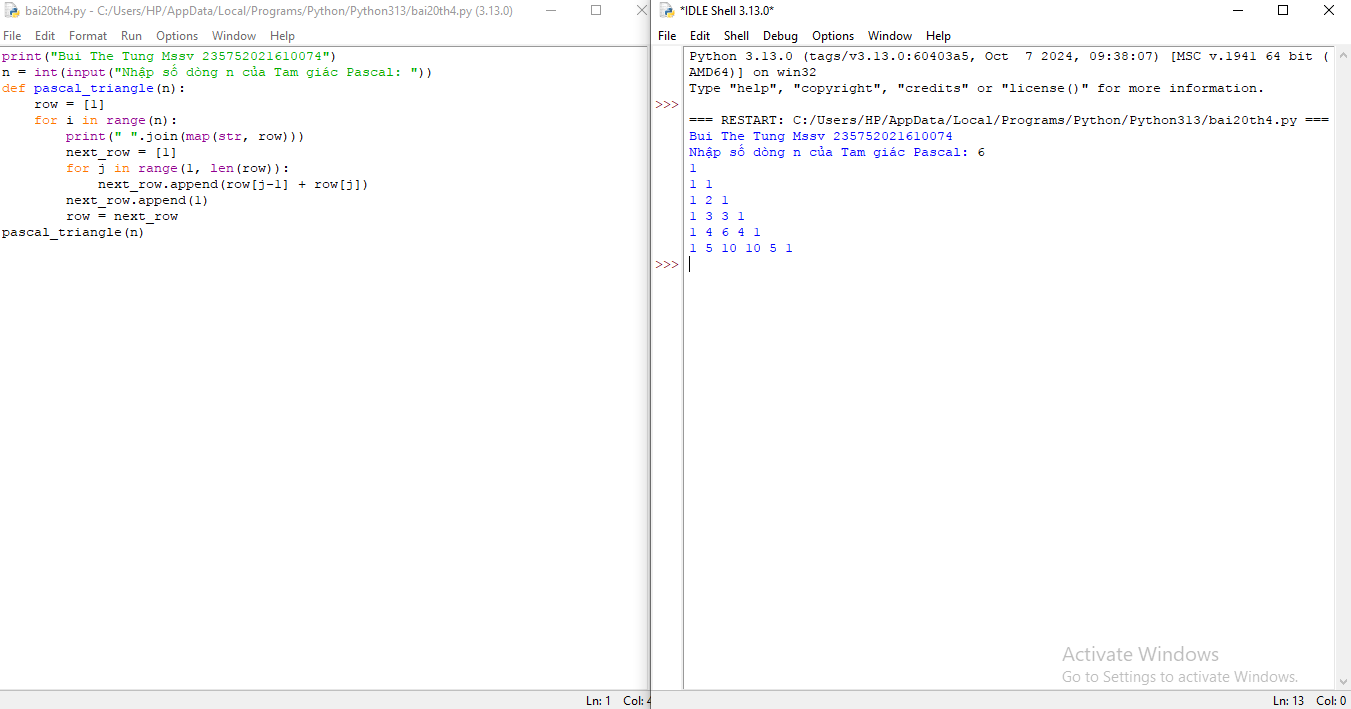 bai20th4.py - C:/Users/HP/AppData/Local/Programs/Python/Python313/bai20th4.py (3.13.0)
File Edit Format Run Options Window Help
print("Bui The Tung Mssv 235752021610074")
n = int(input("Nhập số dòng n của Tam giác Pascal: "))
def pascal_triangle(n):
    row = [1]
    for i in range(n):
        print(" ".join(map(str, row)))
        next_row = [1]
        for j in range(1, len(row)):
            next_row.append(row[j-1] + row[j])
        next_row.append(1)
        row = next_row
pascal_triangle(n)
Ln: 1 Col: 4
*IDLE Shell 3.13.0*
File Edit Shell Debug Options Window Help
Python 3.13.0 (tags/v3.13.0:60403a5, Oct  7 2024, 09:38:07) [MSC v.1941 64 bit (
AMD64)] on win32
Type "help", "copyright", "credits" or "license()" for more information.
>>>
=== RESTART: C:/Users/HP/AppData/Local/Programs/Python/Python313/bai20th4.py ===
Bui The Tung Mssv 235752021610074
Nhập số dòng n của Tam giác Pascal: 6
1
1 1
1 2 1
1 3 3 1
1 4 6 4 1
1 5 10 10 5 1
>>>
Activate Windows
Go to Settings to activate Windows.
Ln: 13 Col: 0